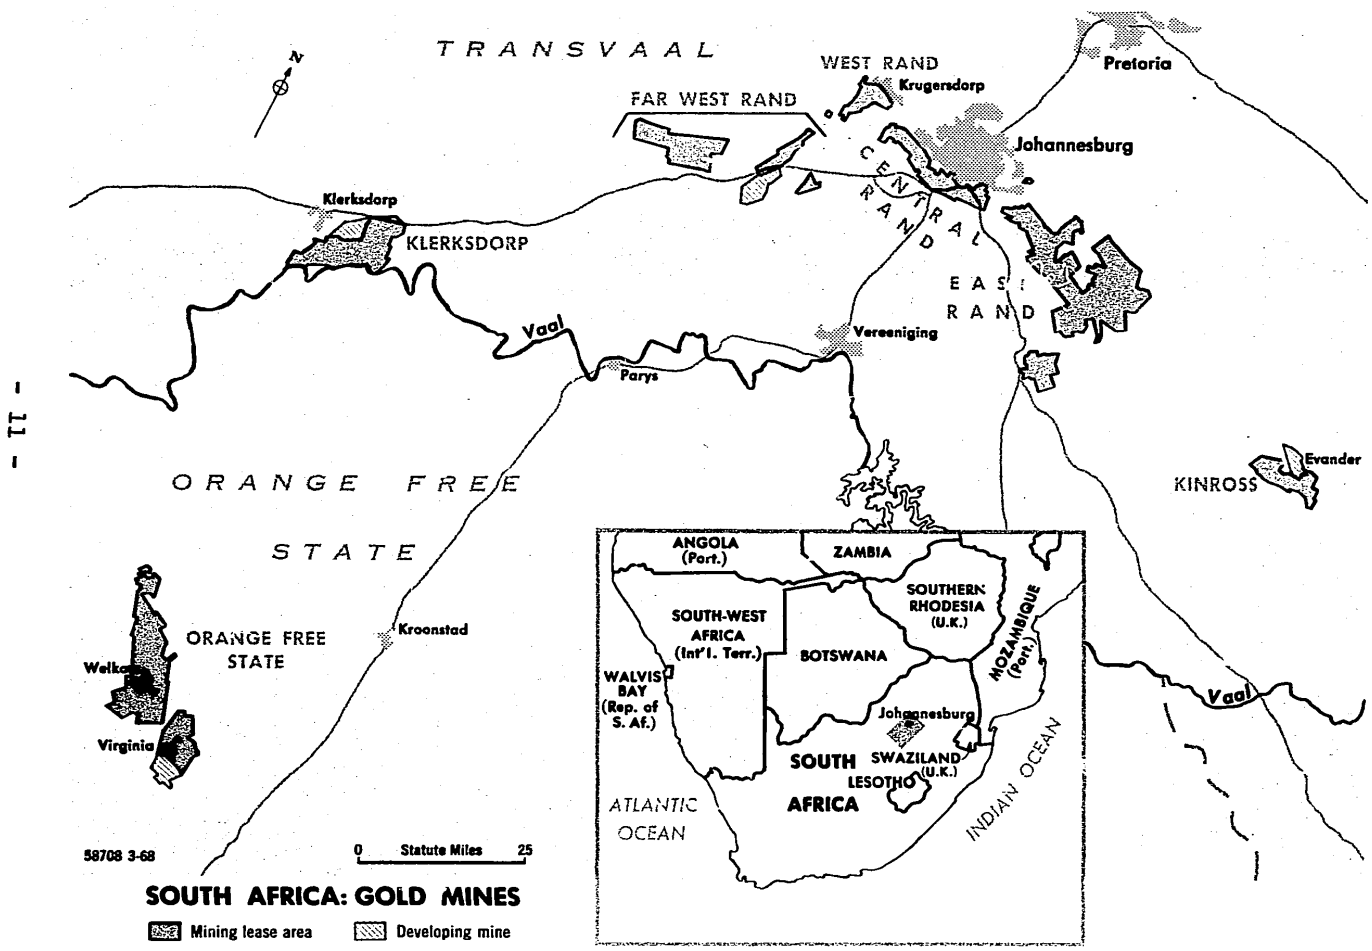 N
TRANSVAAL
WEST RAND
Krugersdorp
Pretoria
FAR WEST RAND
Johannesburg
CENTRAL
RAND
Klerksdorp
KLERKSDORP
EAST
RAND
Vaal
Vereeniging
Parys
- 11 -
ORANGE FREE
STATE
KINROSS
Evander
ORANGE FREE
STATE
Kroonstad
Welkom
Virginia
Vaal
ANGOLA
(Port.)
ZAMBIA
SOUTHERN
RHODESIA
(U.K.)
MOZAMBIQUE
(Port.)
SOUTH-WEST
AFRICA
(Int'l. Terr.)
BOTSWANA
WALVIS
BAY
(Rep. of
S. Af.)
Johannesburg
SOUTH
AFRICA
SWAZILAND
(U.K.)
LESOTHO
ATLANTIC
OCEAN
INDIAN OCEAN
58708 3-68
0 Statute Miles 25
SOUTH AFRICA: GOLD MINES
Mining lease area
Developing mine